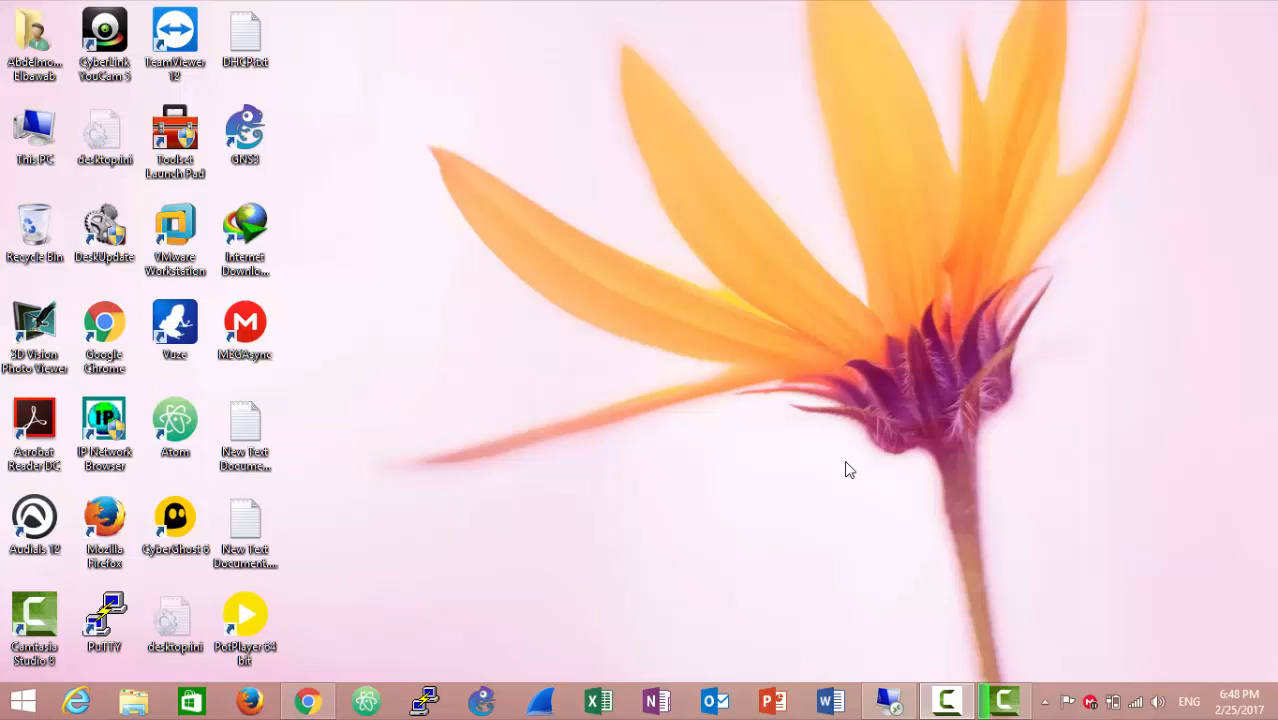 Abdelmo...
Elbawab
CyberLink
YouCam 5
TeamViewer
12
DHCP.txt
This PC
desktop.ini
Toolset
Launch Pad
GNS3
Recycle Bin
DeskUpdate
VMware
Workstation
Internet
Downlo...
3D Vision
Photo Viewer
Google
Chrome
Vuze
MEGAsync
Acrobat
Reader DC
IP
IP Network
Browser
Atom
New Text
Docume...
Audials 12
Mozilla
Firefox
CyberGhost 6
New Text
Document....
Camtasia
Studio 8
PuTTY
desktop.ini
PotPlayer 64
bit
ENG
6:48 PM
2/25/2017